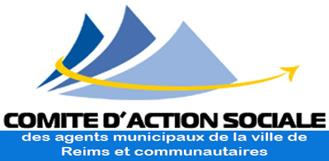 COMITE D'ACTION SOCIALE
des agents municipaux de la ville de
Reims et communautaires